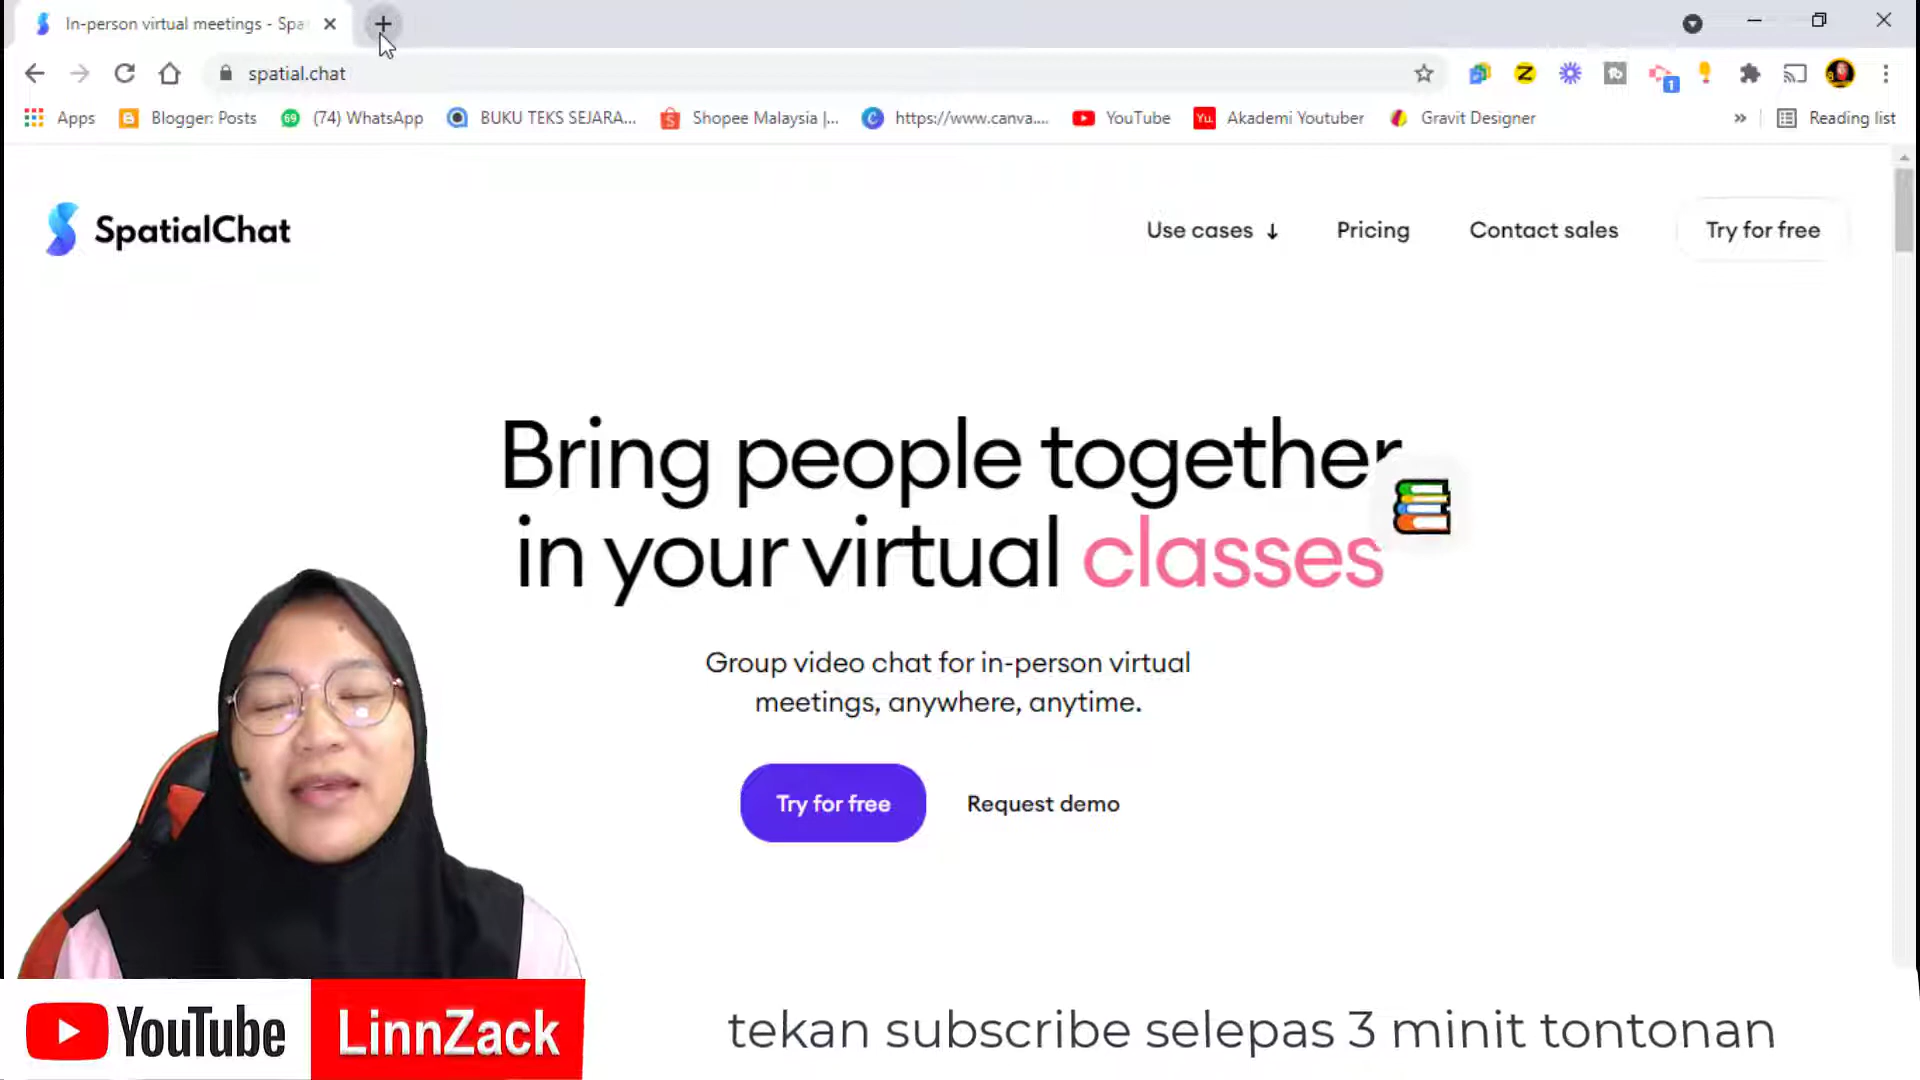 In-person virtual meetings - Spa
spatial.chat
1
Apps
Blogger: Posts
69
(74) WhatsApp
BUKU TEKS SEJARA...
Shopee Malaysia |...
https://www.canva....
YouTube
Yu.
Akademi Youtuber
Gravit Designer
»
Reading list
SpatialChat
Use cases ↓
Pricing
Contact sales
Try for free
Bring people together
in your virtual classes
Group video chat for in-person virtual
meetings, anywhere, anytime.
Try for free
Request demo
YouTube
LinnZack
tekan subscribe selepas 3 minit tontonan